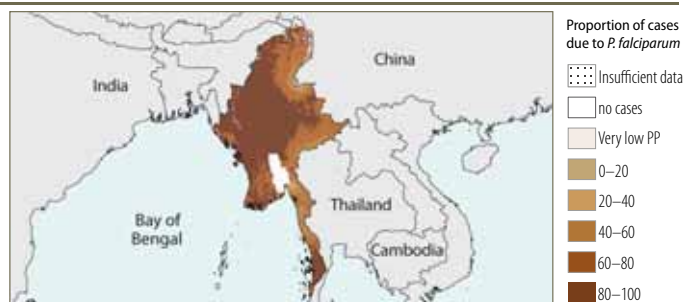 India
China
Bay of
Bengal
Thailand
Cambodia
Proportion of cases
due to P. falciparum
Insufficient data
no cases
Very low PP
0–20
20–40
40–60
60–80
80–100